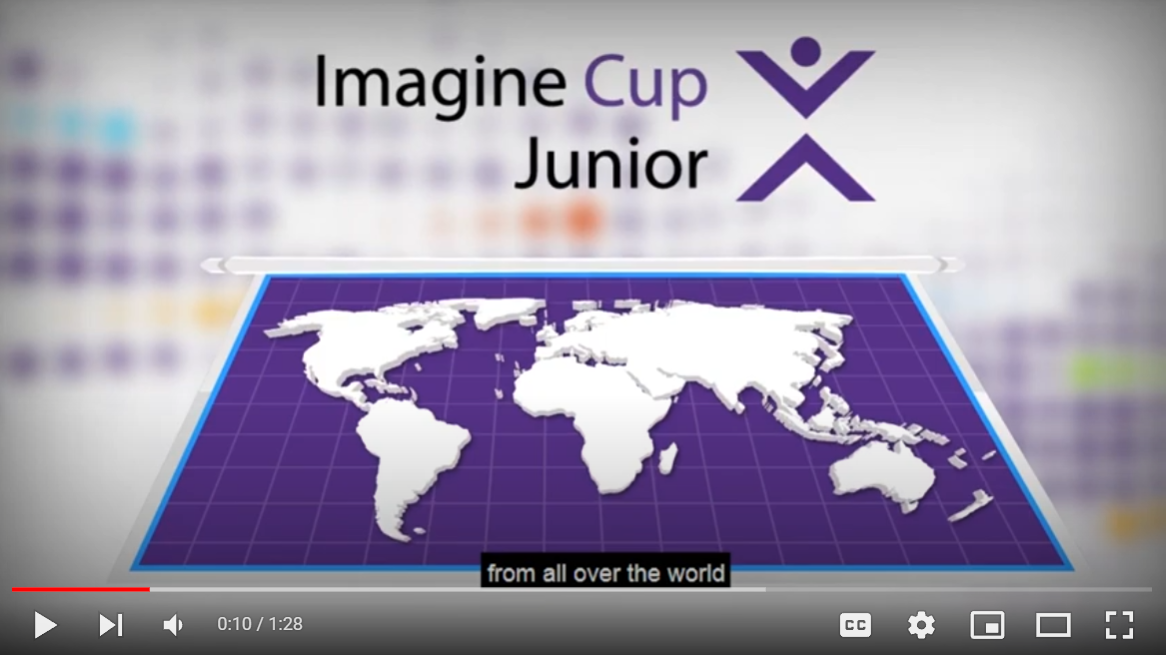 Imagine Cup
Junior
from all over the world
0:10 / 1:28
CC